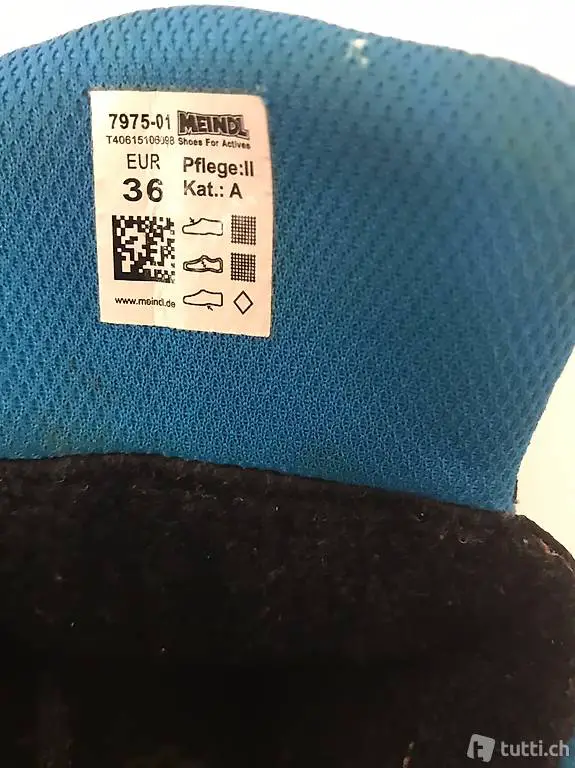 7975-01 MEINDL
T40615106098 Shoes For Actives
EUR Pflege:II
36 Kat.: A
www.meindl.de
tutti.ch